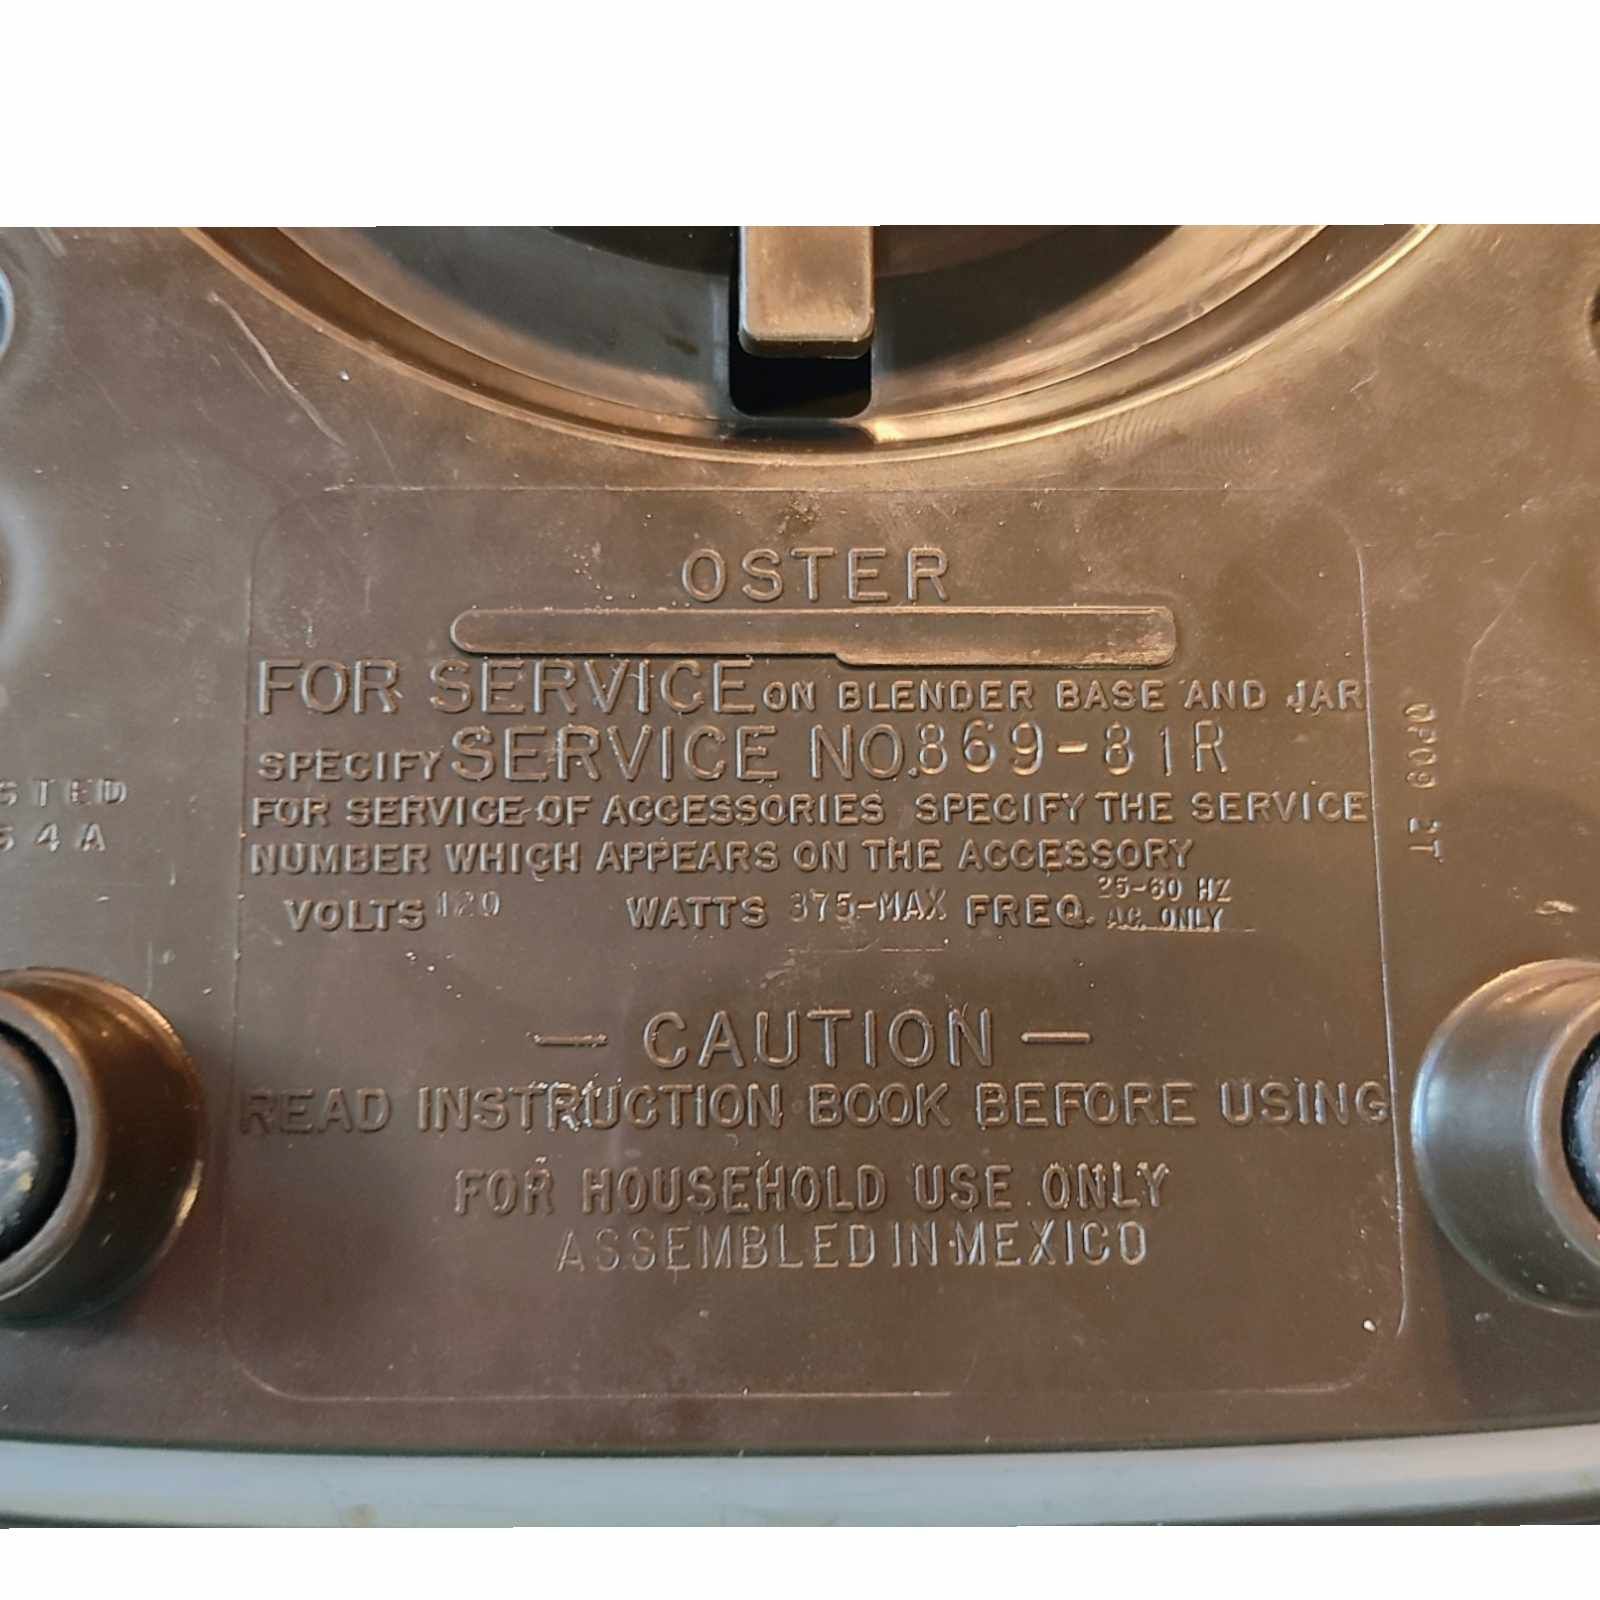 OSTER
FOR SERVICE ON BLENDER BASE AND JAR
SPECIFY SERVICE NO. 869-81R
FOR SERVICE OF ACCESSORIES SPECIFY THE SERVICE
NUMBER WHICH APPEARS ON THE ACCESSORY
VOLTS 120 WATTS 375-MAX FREQ. 25-60 HZ
AC. ONLY
— CAUTION —
READ INSTRUCTION BOOK BEFORE USING
FOR HOUSEHOLD USE ONLY
ASSEMBLED IN MEXICO
STED
54A